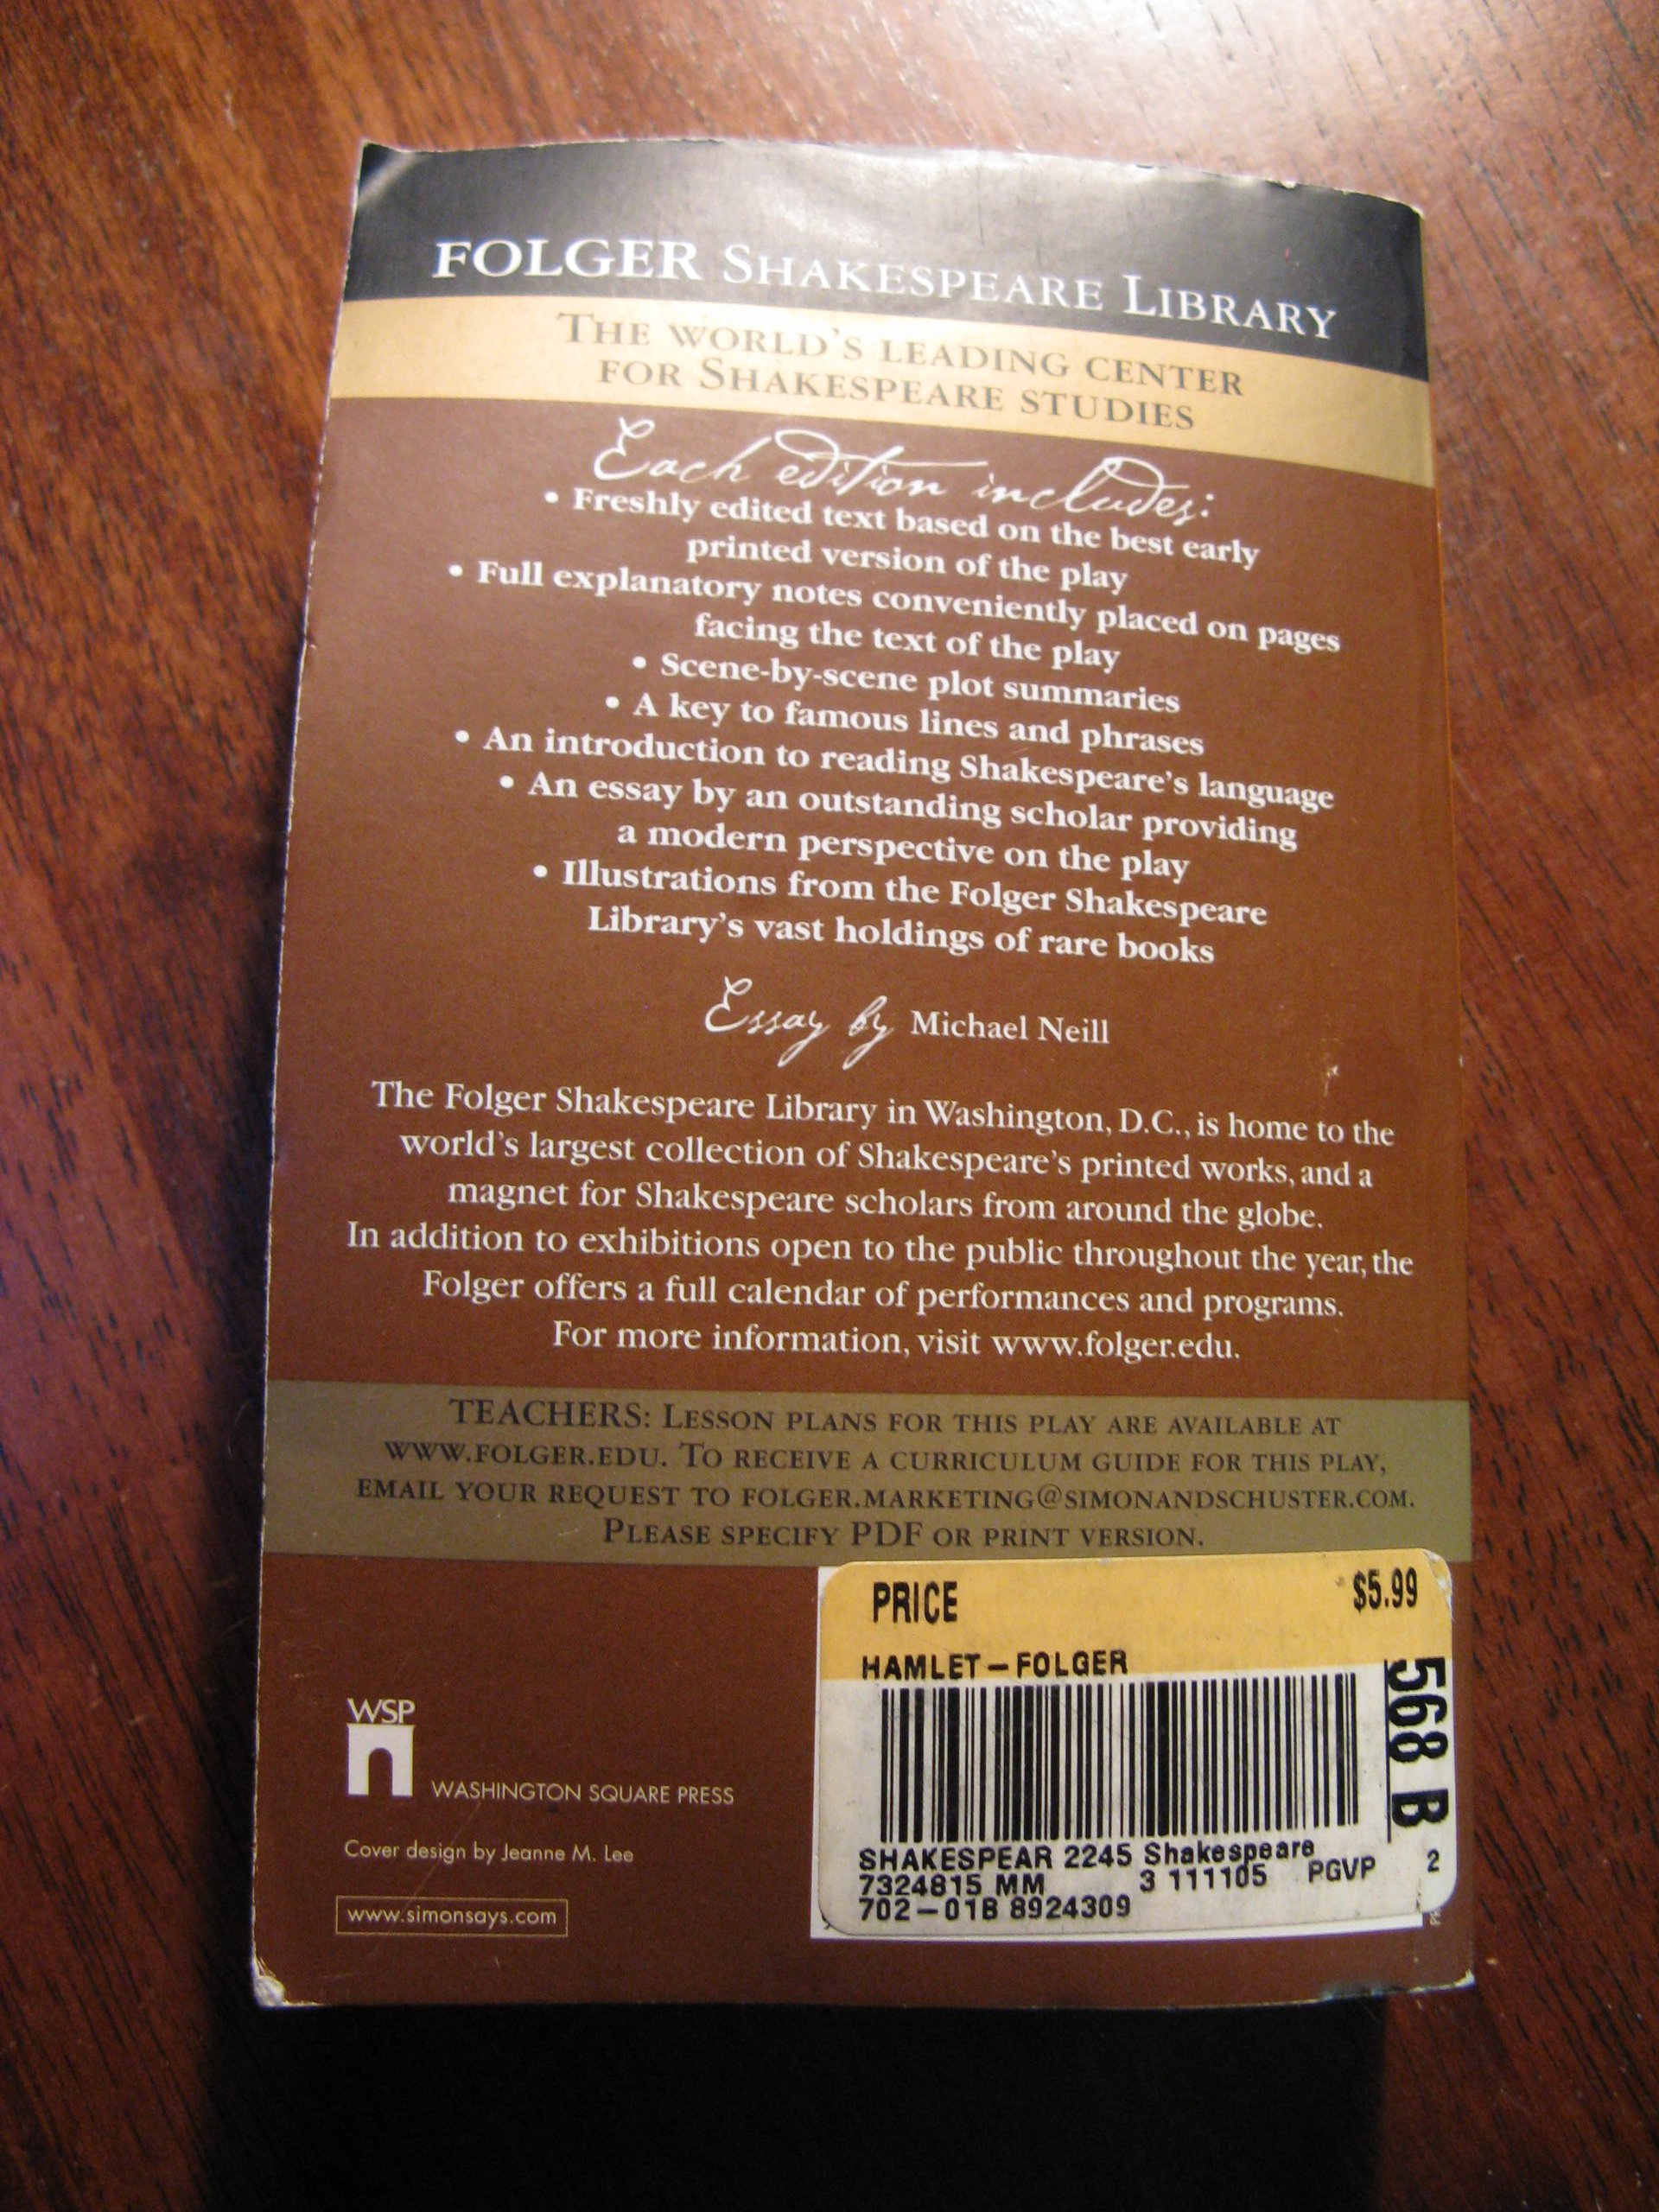 FOLGER SHAKESPEARE LIBRARY
THE WORLD'S LEADING CENTER
FOR SHAKESPEARE STUDIES
Each edition includes:
• Freshly edited text based on the best early
printed version of the play
• Full explanatory notes conveniently placed on pages
facing the text of the play
• Scene-by-scene plot summaries
• A key to famous lines and phrases
• An introduction to reading Shakespeare's language
• An essay by an outstanding scholar providing
a modern perspective on the play
• Illustrations from the Folger Shakespeare
Library's vast holdings of rare books
Essay by Michael Neill
The Folger Shakespeare Library in Washington, D.C., is home to the
world's largest collection of Shakespeare's printed works, and a
magnet for Shakespeare scholars from around the globe.
In addition to exhibitions open to the public throughout the year, the
Folger offers a full calendar of performances and programs.
For more information, visit www.folger.edu.
TEACHERS: LESSON PLANS FOR THIS PLAY ARE AVAILABLE AT
WWW.FOLGER.EDU. TO RECEIVE A CURRICULUM GUIDE FOR THIS PLAY,
EMAIL YOUR REQUEST TO FOLGER.MARKETING@SIMONANDSCHUSTER.COM.
PLEASE SPECIFY PDF OR PRINT VERSION.
WSP
WASHINGTON SQUARE PRESS
Cover design by Jeanne M. Lee
www.simonsays.com
PRICE $5.99
HAMLET-FOLGER
568 B
SHAKESPEAR 2245 Shakespeare
7324815 MM 3 111105 PGVP 2
702-01B 8924309